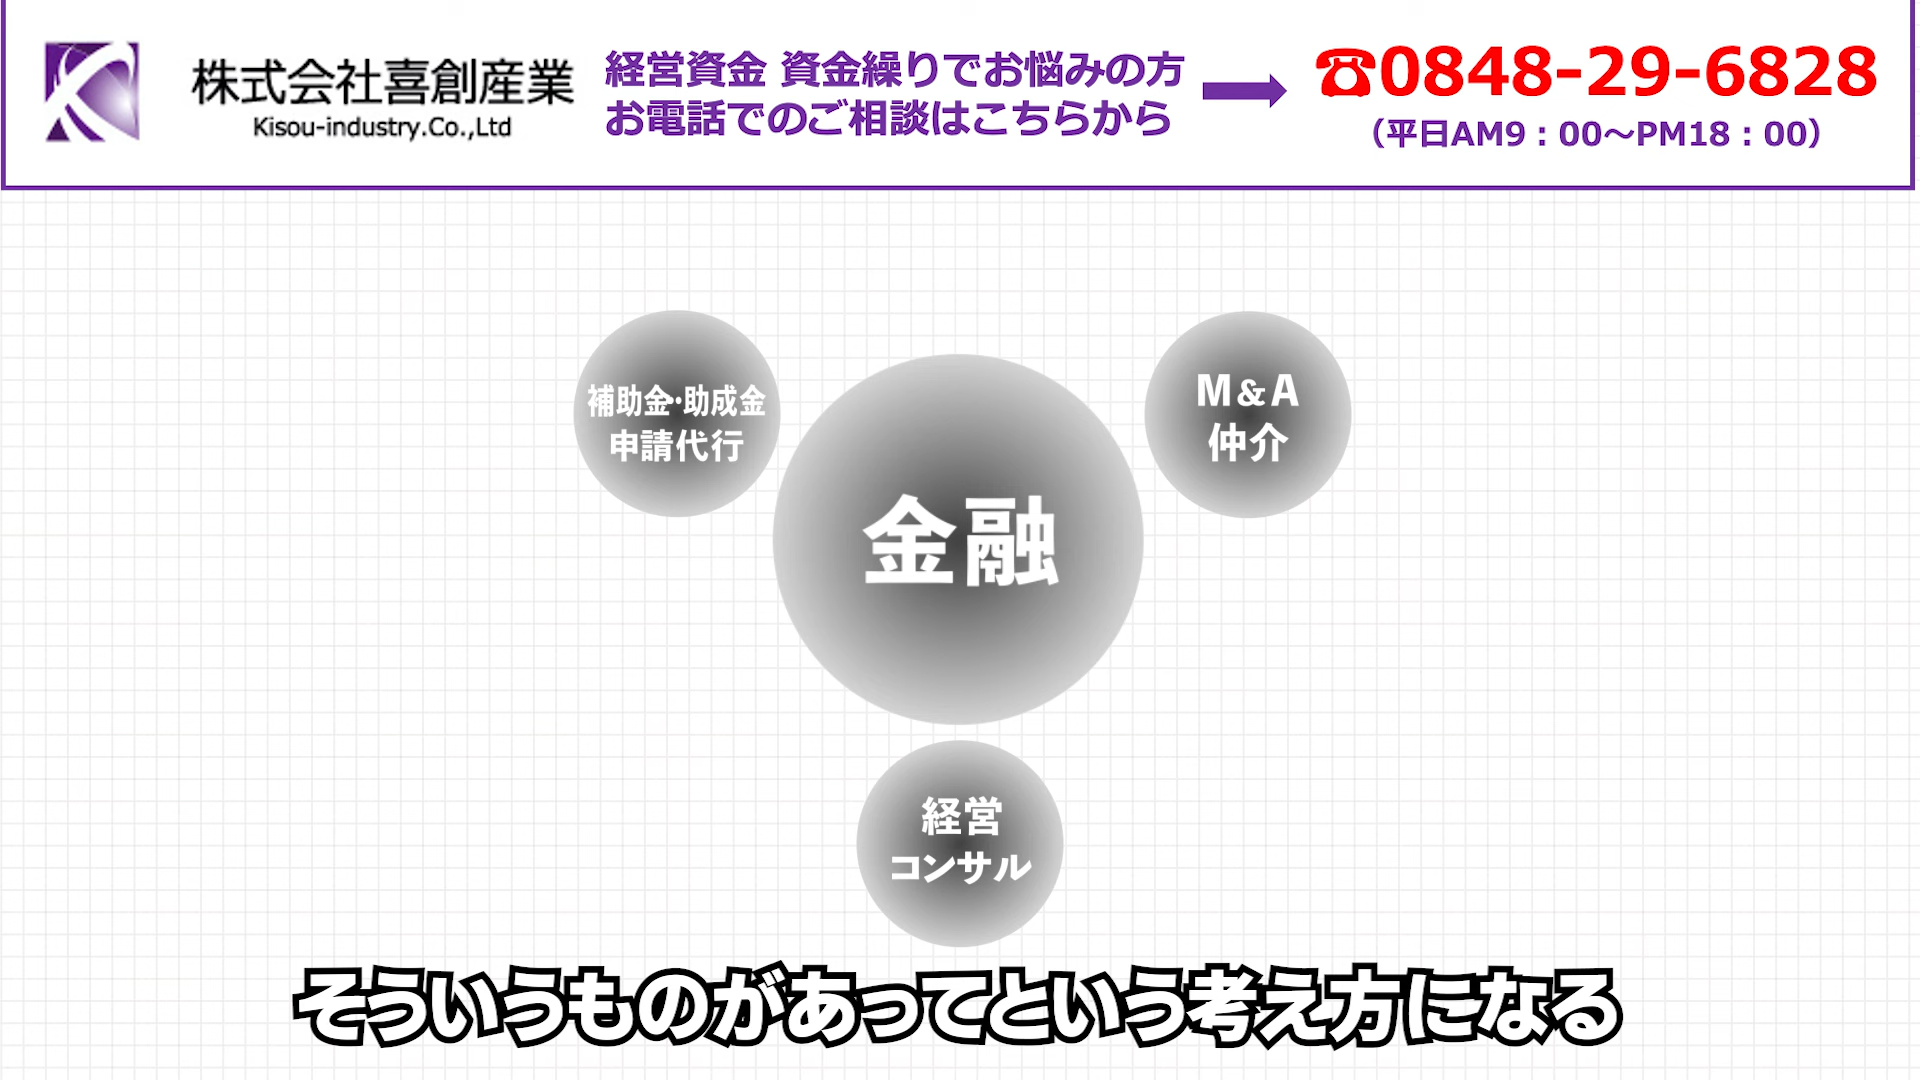 株式会社喜創産業
Kisou-industry.Co.,Ltd
経営資金 資金繰りでお悩みの方
お電話でのご相談はこちらから
☎0848-29-6828
（平日AM9：00～PM18：00）
補助金・助成金
申請代行
M&A
仲介
金融
経営
コンサル
そういうものがあってという考え方になる